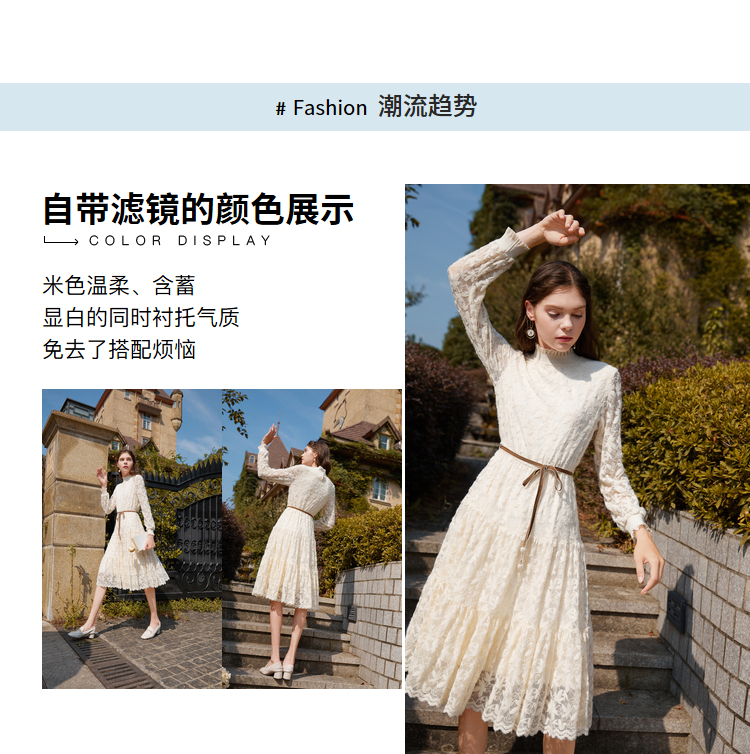 # Fashion 潮流趋势
自带滤镜的颜色展示
COLOR DISPLAY
米色温柔、含蓄
显白的同时衬托气质
免去了搭配烦恼